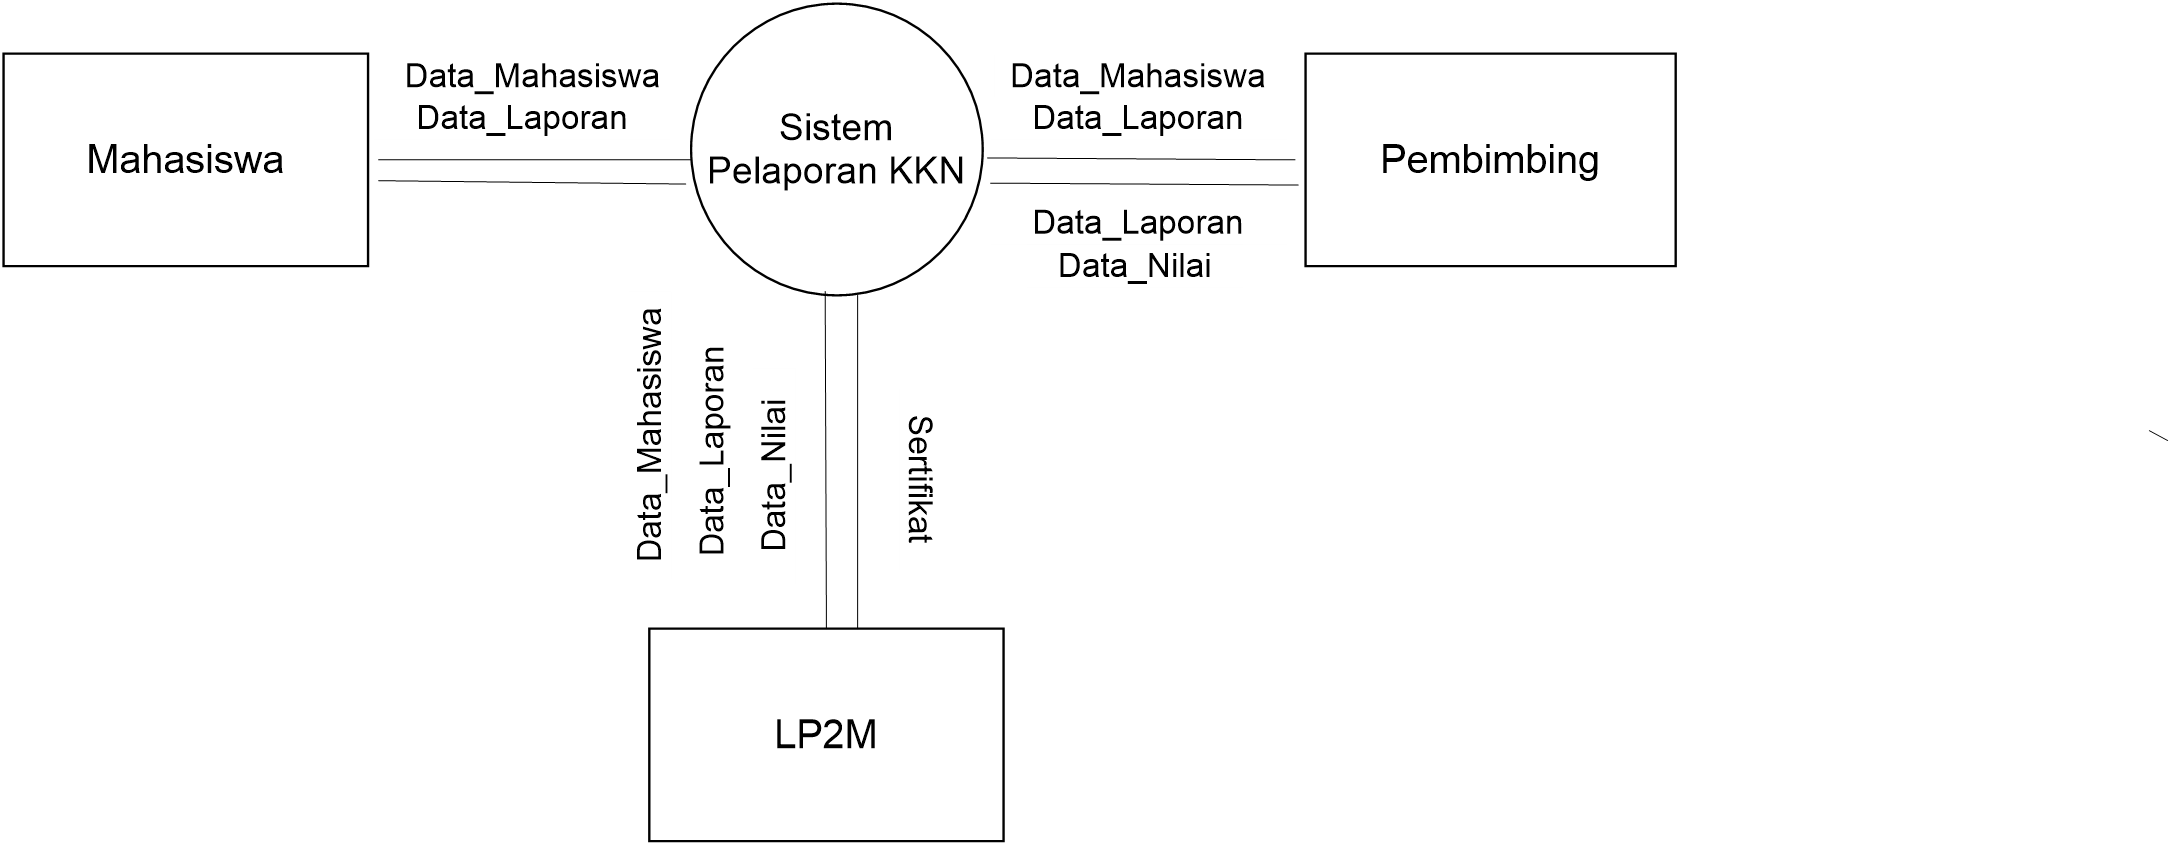 Mahasiswa
Data_Mahasiswa
Data_Laporan
Sistem
Pelaporan KKN
Data_Mahasiswa
Data_Laporan
Pembimbing
Data_Laporan
Data_Nilai
Data_Mahasiswa
Data_Laporan
Data_Nilai
Sertifikat
LP2M